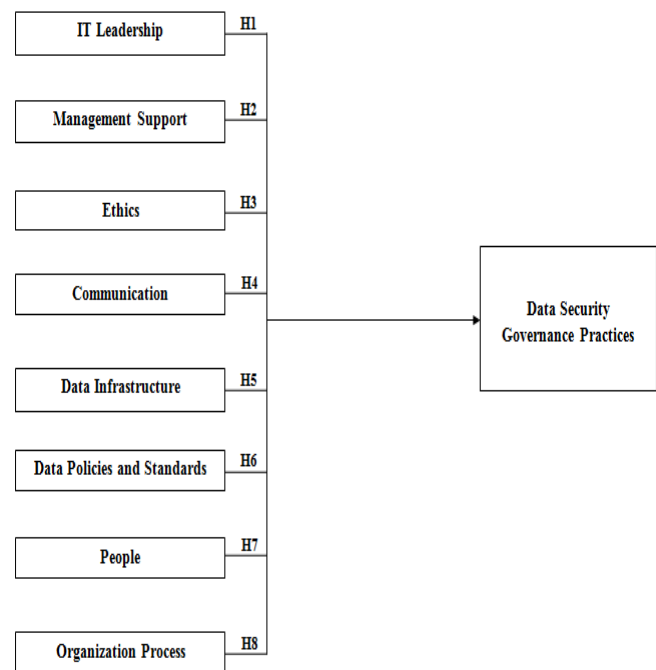 IT Leadership
H1
Management Support
H2
Ethics
H3
Communication
H4
Data Security
Governance Practices
Data Infrastructure
H5
Data Policies and Standards
H6
People
H7
Organization Process
H8